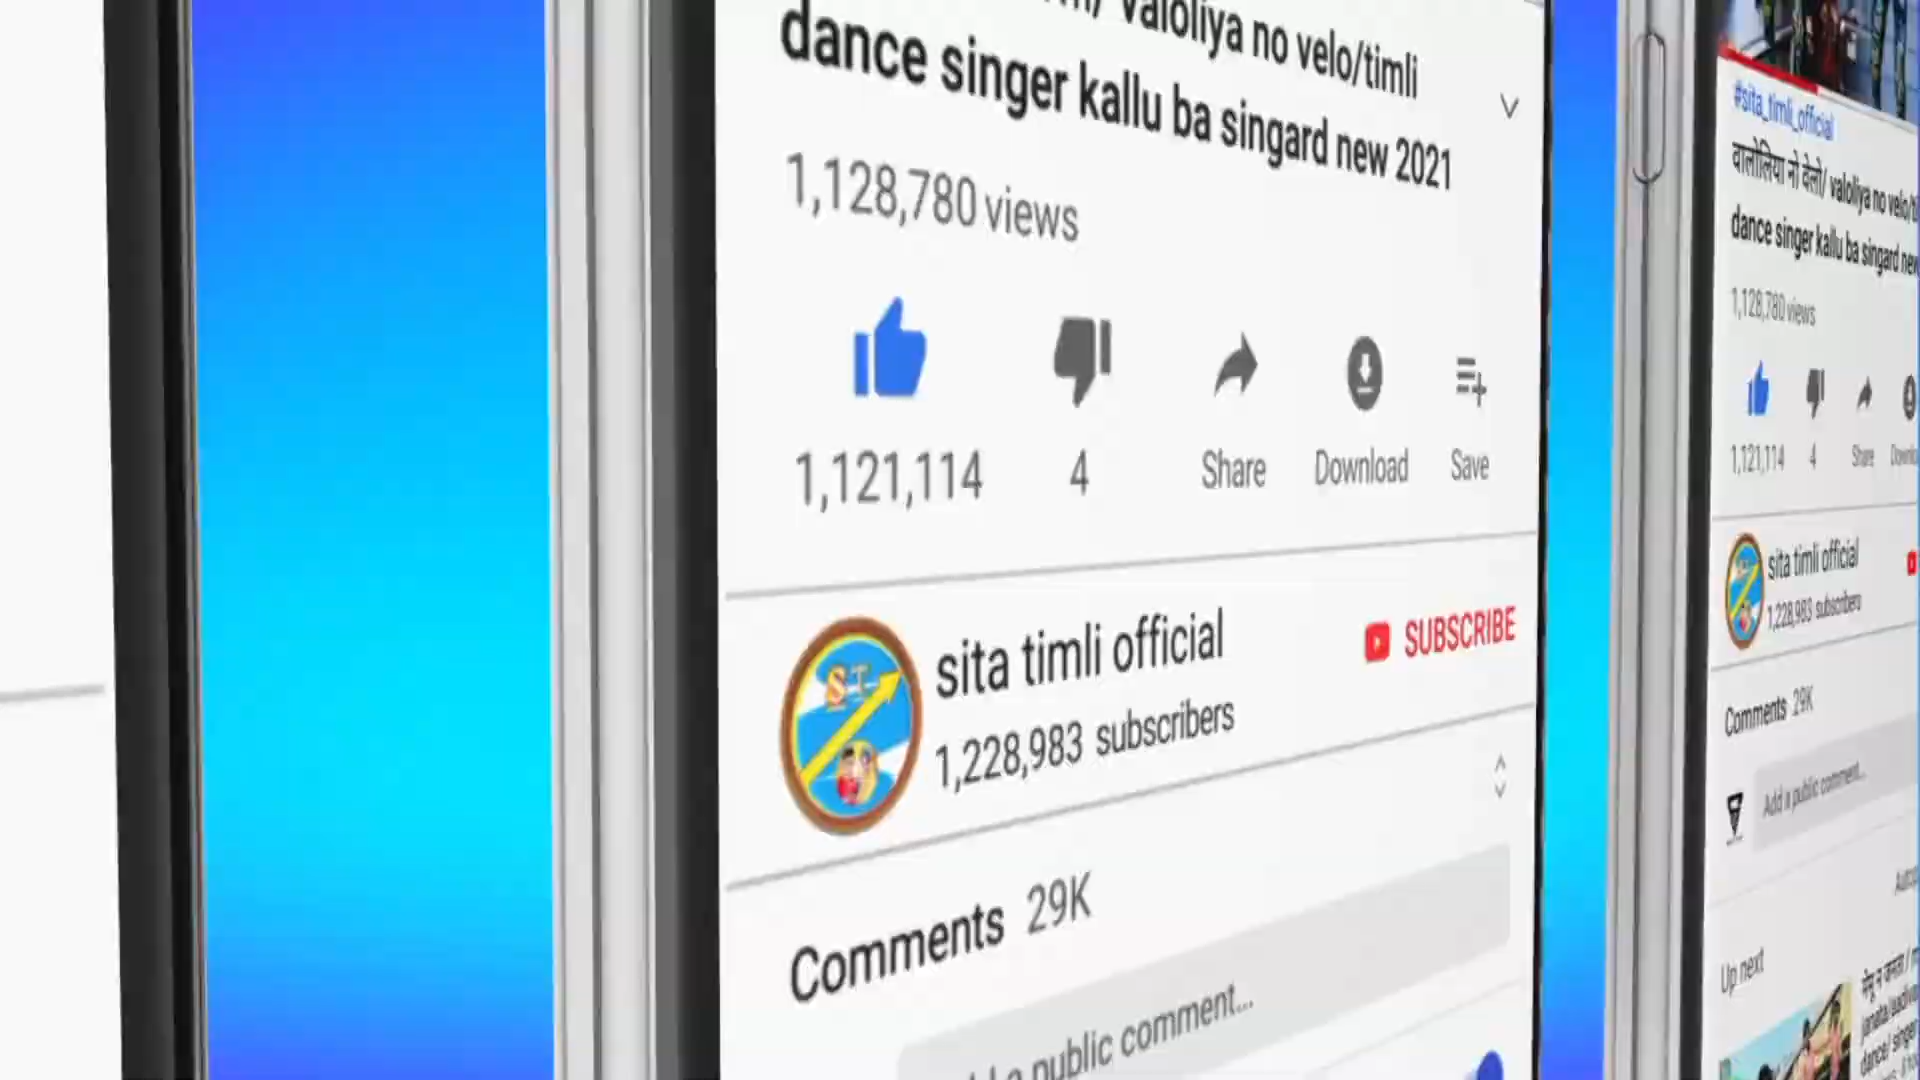 valoliya no velo/timli
dance singer kallu ba singard new 2021
1,128,780 views
1,121,114
4
Share
Download
Save
S T
sita timli official
1,228,983 subscribers
SUBSCRIBE
Comments 29K
a public comment...
#sita_timli_official
वालोलिया नो वेलो/ valoliya no velo/ti
dance singer kallu ba singard new
1,128,780 views
1,121,114
4
Share
sita timli official
1,228,983 subscribers
Comments 29K
Add a public comment...
Up next
dance/ singer